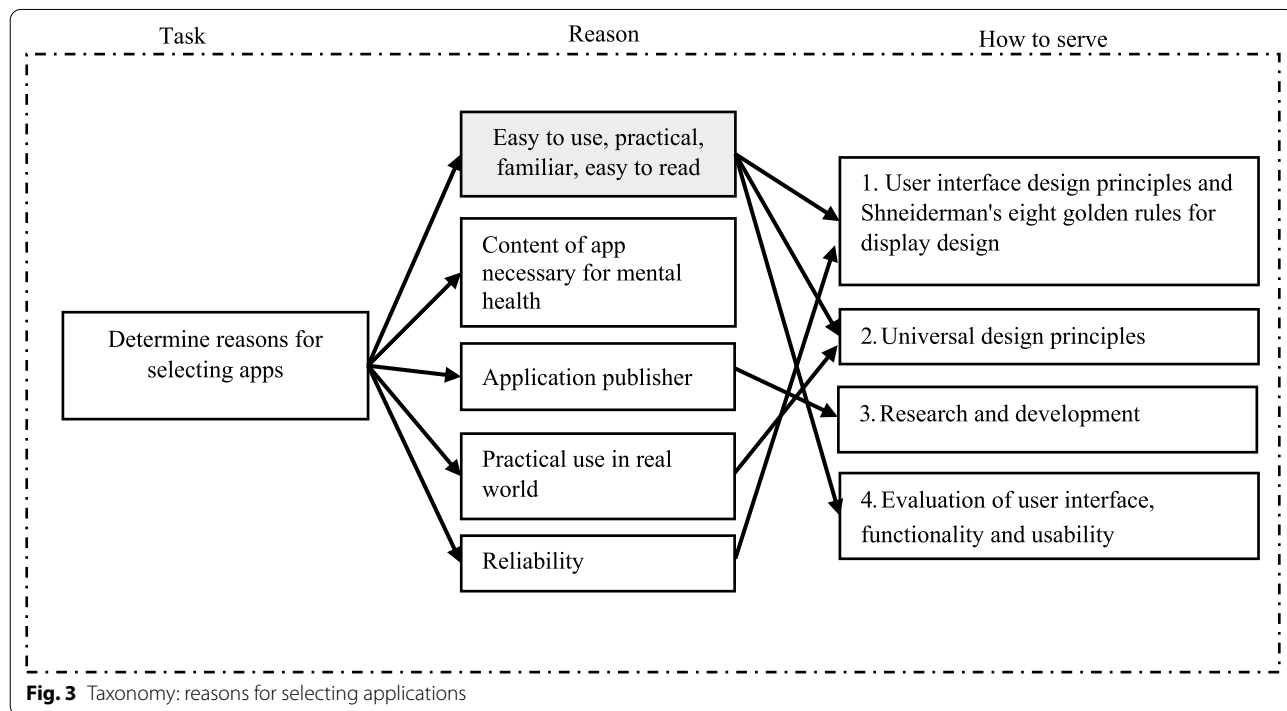 Task
Reason
How to serve
Determine reasons for
selecting apps
Easy to use, practical,
familiar, easy to read
Content of app
necessary for mental
health
Application publisher
Practical use in real
world
Reliability
1. User interface design principles and
Shneiderman's eight golden rules for
display design
2. Universal design principles
3. Research and development
4. Evaluation of user interface,
functionality and usability
Fig. 3 Taxonomy: reasons for selecting applications